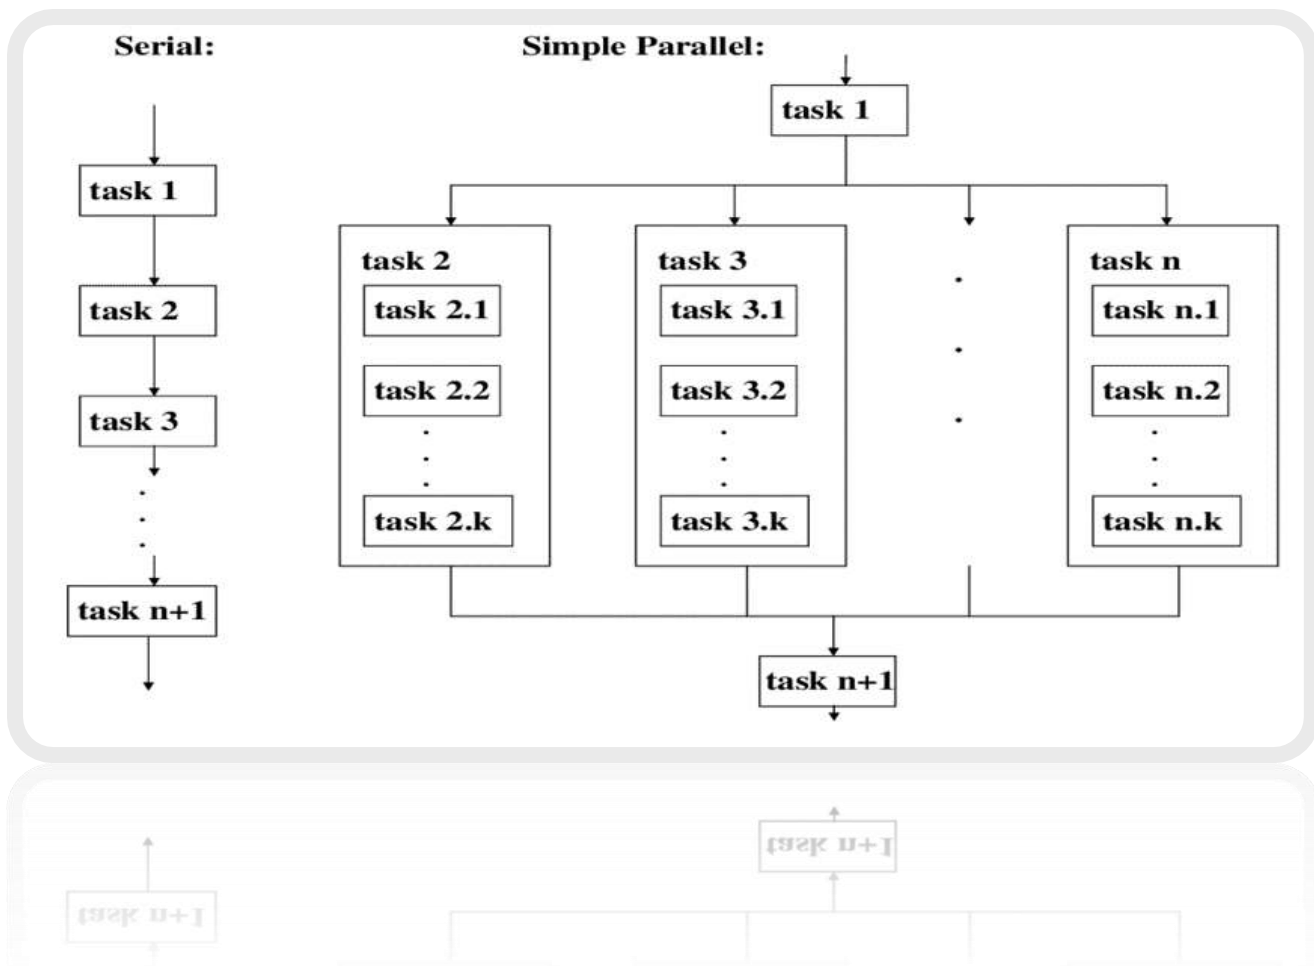 Serial:
task 1
task 2
task 3
task n+1
Simple Parallel:
task 1
task 2
task 2.1
task 2.2
task 2.k
task 3
task 3.1
task 3.2
task 3.k
task n
task n.1
task n.2
task n.k
task n+1